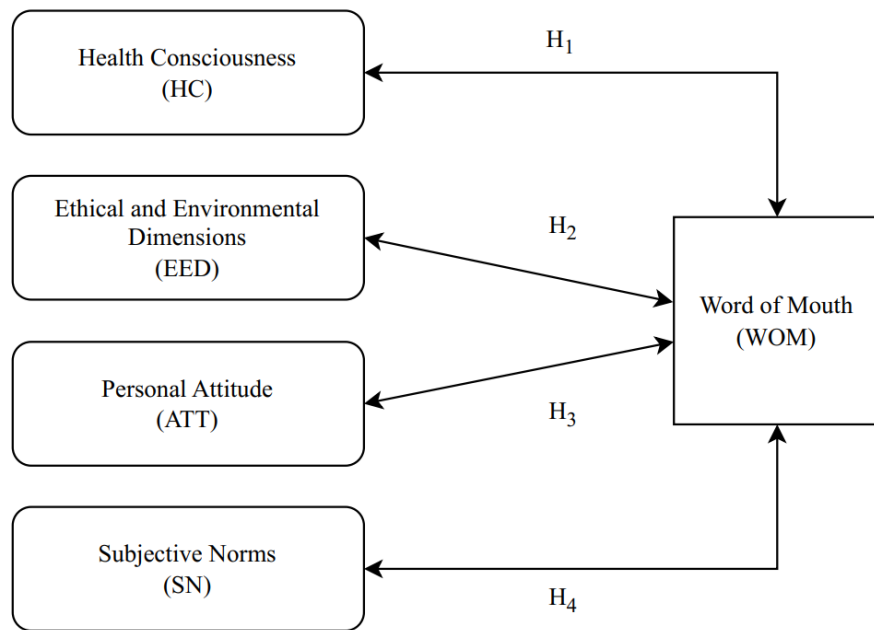 Health Consciousness
(HC)
H1
Ethical and Environmental
Dimensions
(EED)
H2
Word of Mouth
(WOM)
Personal Attitude
(ATT)
H3
Subjective Norms
(SN)
H4